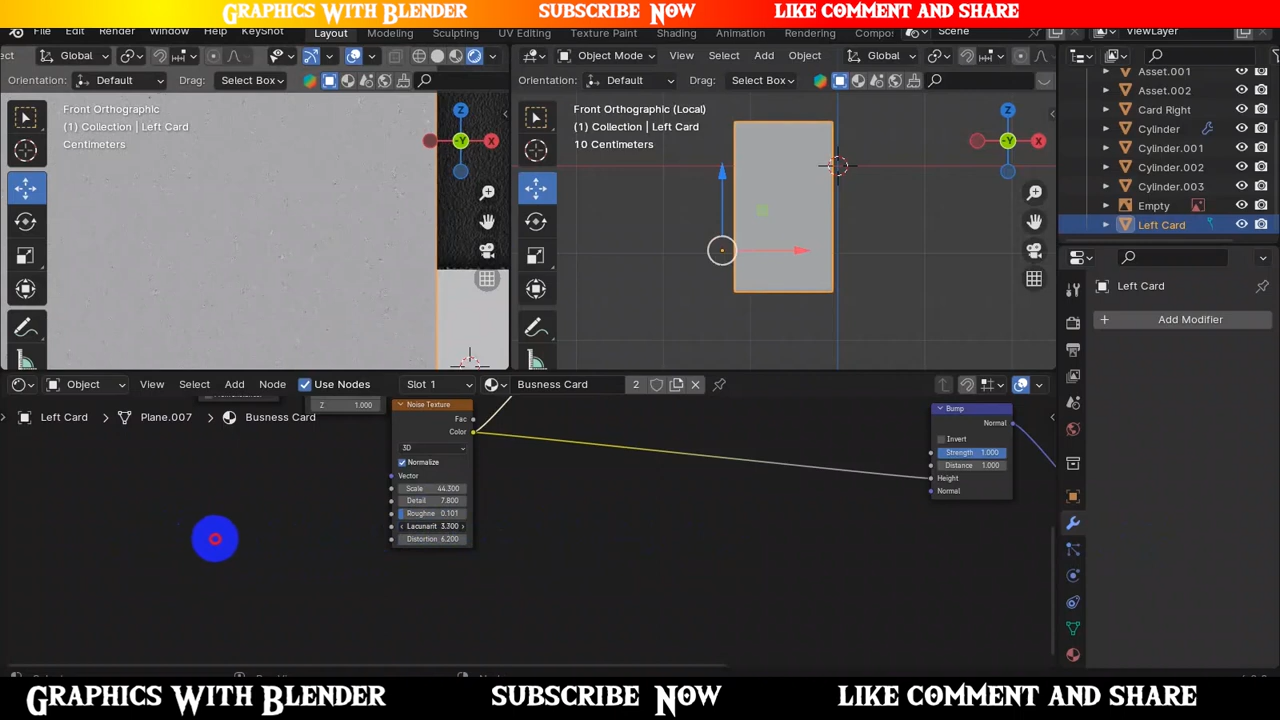 Graphics With Blender Subscribe Now Like Comment and Share
File Edit Render Window Help KeyShot Layout Modeling Sculpting UV Editing Texture Paint Shading Animation Rendering Compos Scene ViewLayer
Global Object Mode View Select Add Object Global
Orientation: Default Drag: Select Box Orientation: Default Drag: Select Box
Front Orthographic
(1) Collection | Left Card
Centimeters
Z
X
-Y
Front Orthographic (Local)
(1) Collection | Left Card
10 Centimeters
Z
X
-Y
Asset.001
Asset.002
Card Right
Cylinder
Cylinder.001
Cylinder.002
Cylinder.003
Empty
Left Card
Left Card
+ Add Modifier
Object View Select Add Node Use Nodes Slot 1 Busness Card 2
Left Card > Plane.007 > Busness Card
Z 1.000
Noise Texture
Fac
Color
3D
Normalize
Vector
Scale 44.300
Detail 7.800
Roughne 0.101
Lacunarit 3.300
Distortion 6.200
Bump
Normal
Invert
Strength 1.000
Distance 1.000
Height
Normal
Graphics With Blender Subscribe Now Like Comment and Share